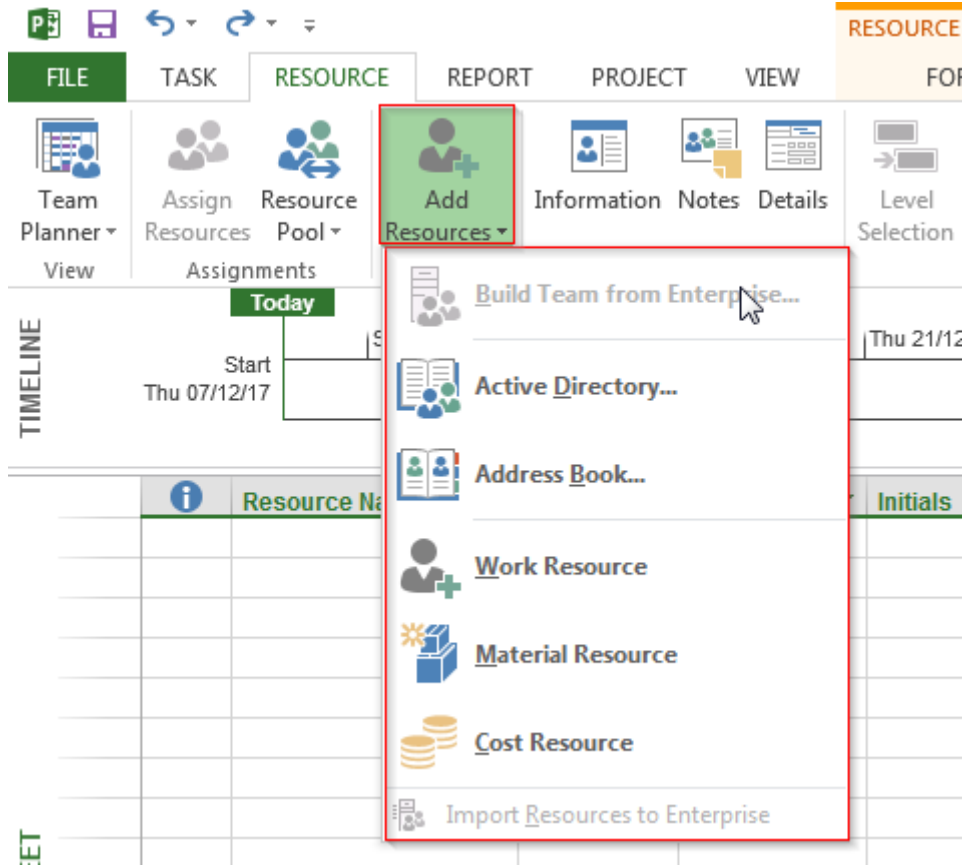 RESOURCE
FILE TASK RESOURCE REPORT PROJECT VIEW FOR
Team Planner
Assign Resources
Resource Pool
Add Resources
Information
Notes
Details
Level Selection
View
Assignments
Today
TIMELINE
Start
Thu 07/12/17
Thu 21/12
Build Team from Enterprise...
Active Directory...
Address Book...
Work Resource
Material Resource
Cost Resource
Import Resources to Enterprise
Resource Na
Initials